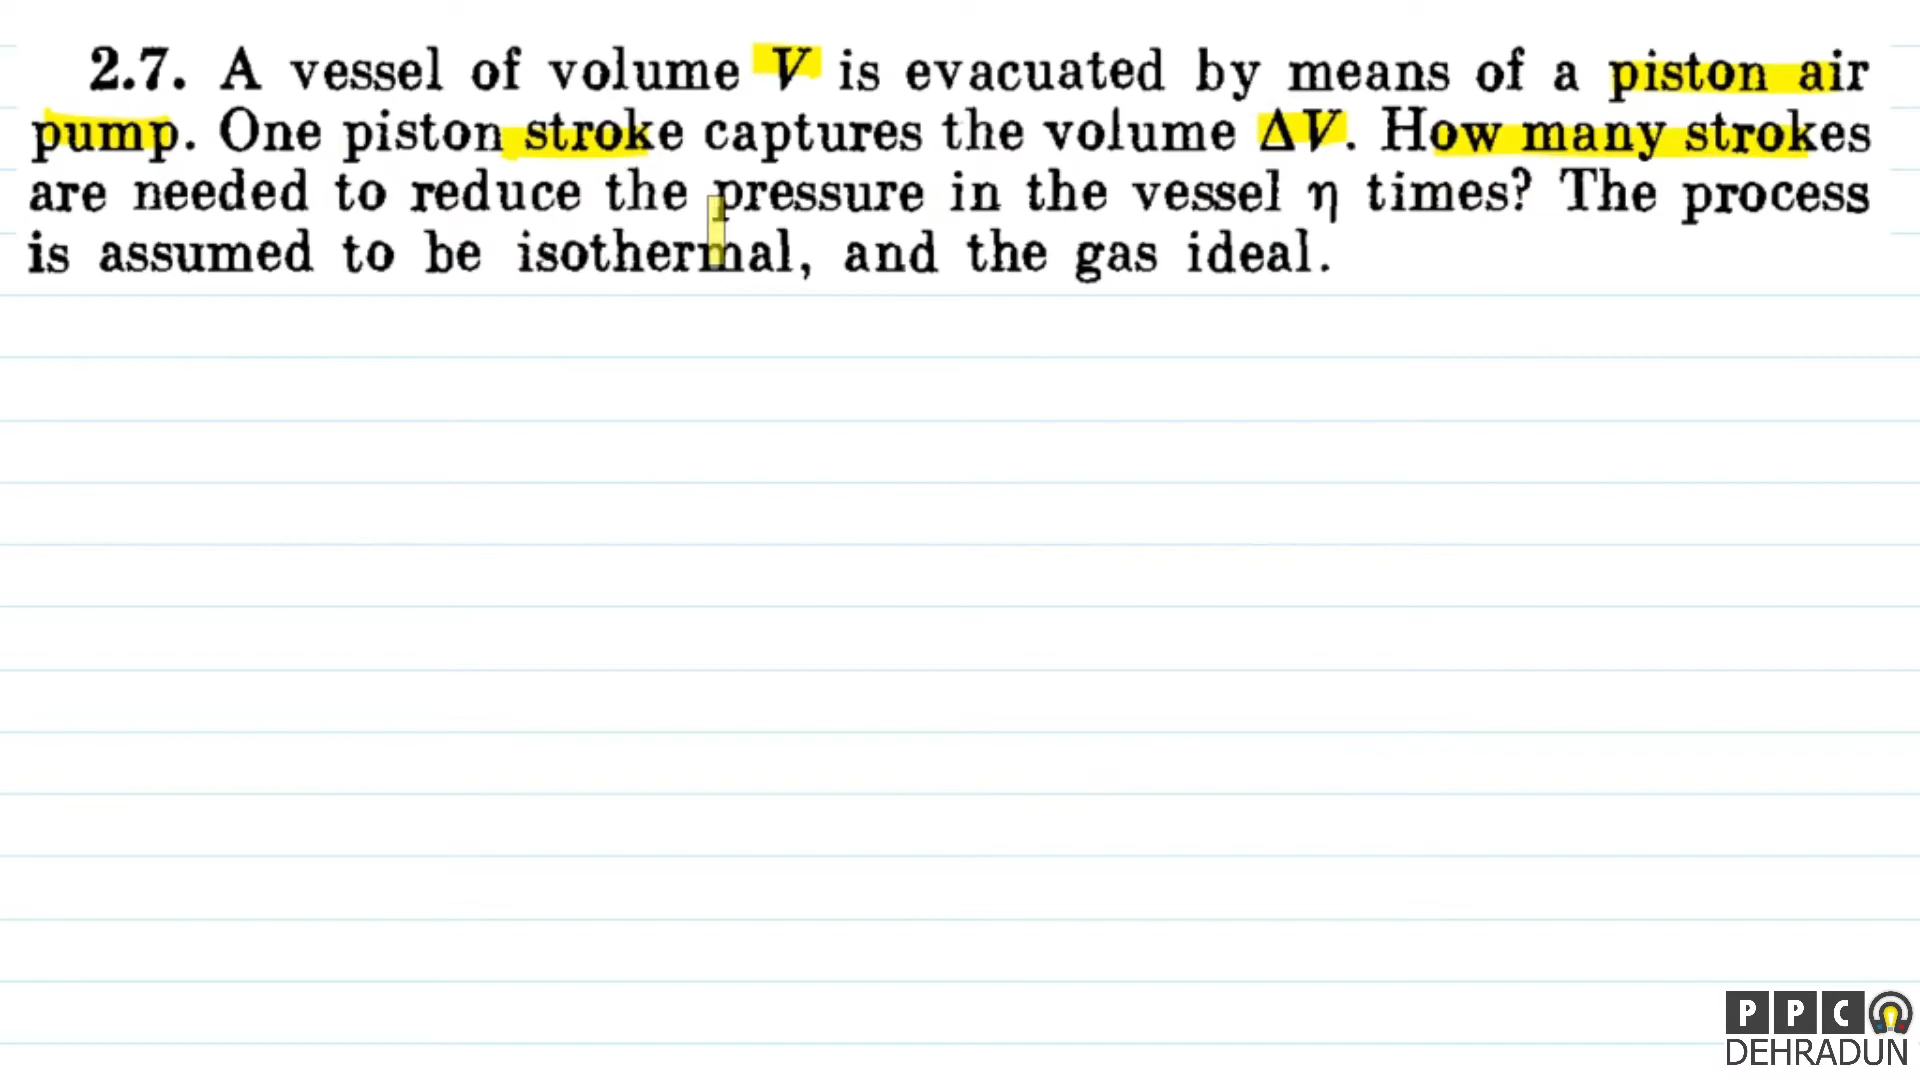 2.7. A vessel of volume V is evacuated by means of a piston air
pump. One piston stroke captures the volume ΔV. How many strokes
are needed to reduce the pressure in the vessel η times? The process
is assumed to be isothermal, and the gas ideal.
PPC
DEHRADUN